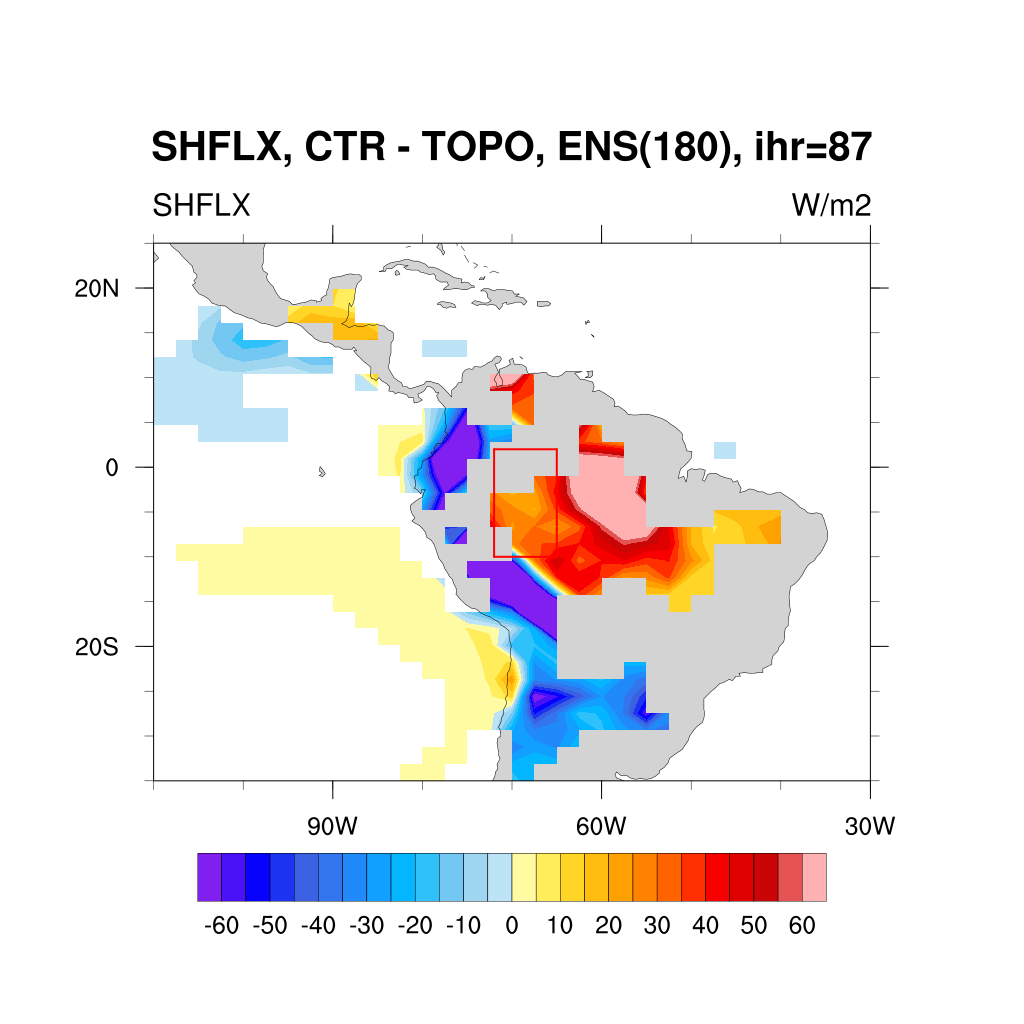 SHFLX, CTR - TOPO, ENS(180), ihr=87
SHFLX W/m2
20N
0
20S
90W 60W 30W
-60 -50 -40 -30 -20 -10 0 10 20 30 40 50 60